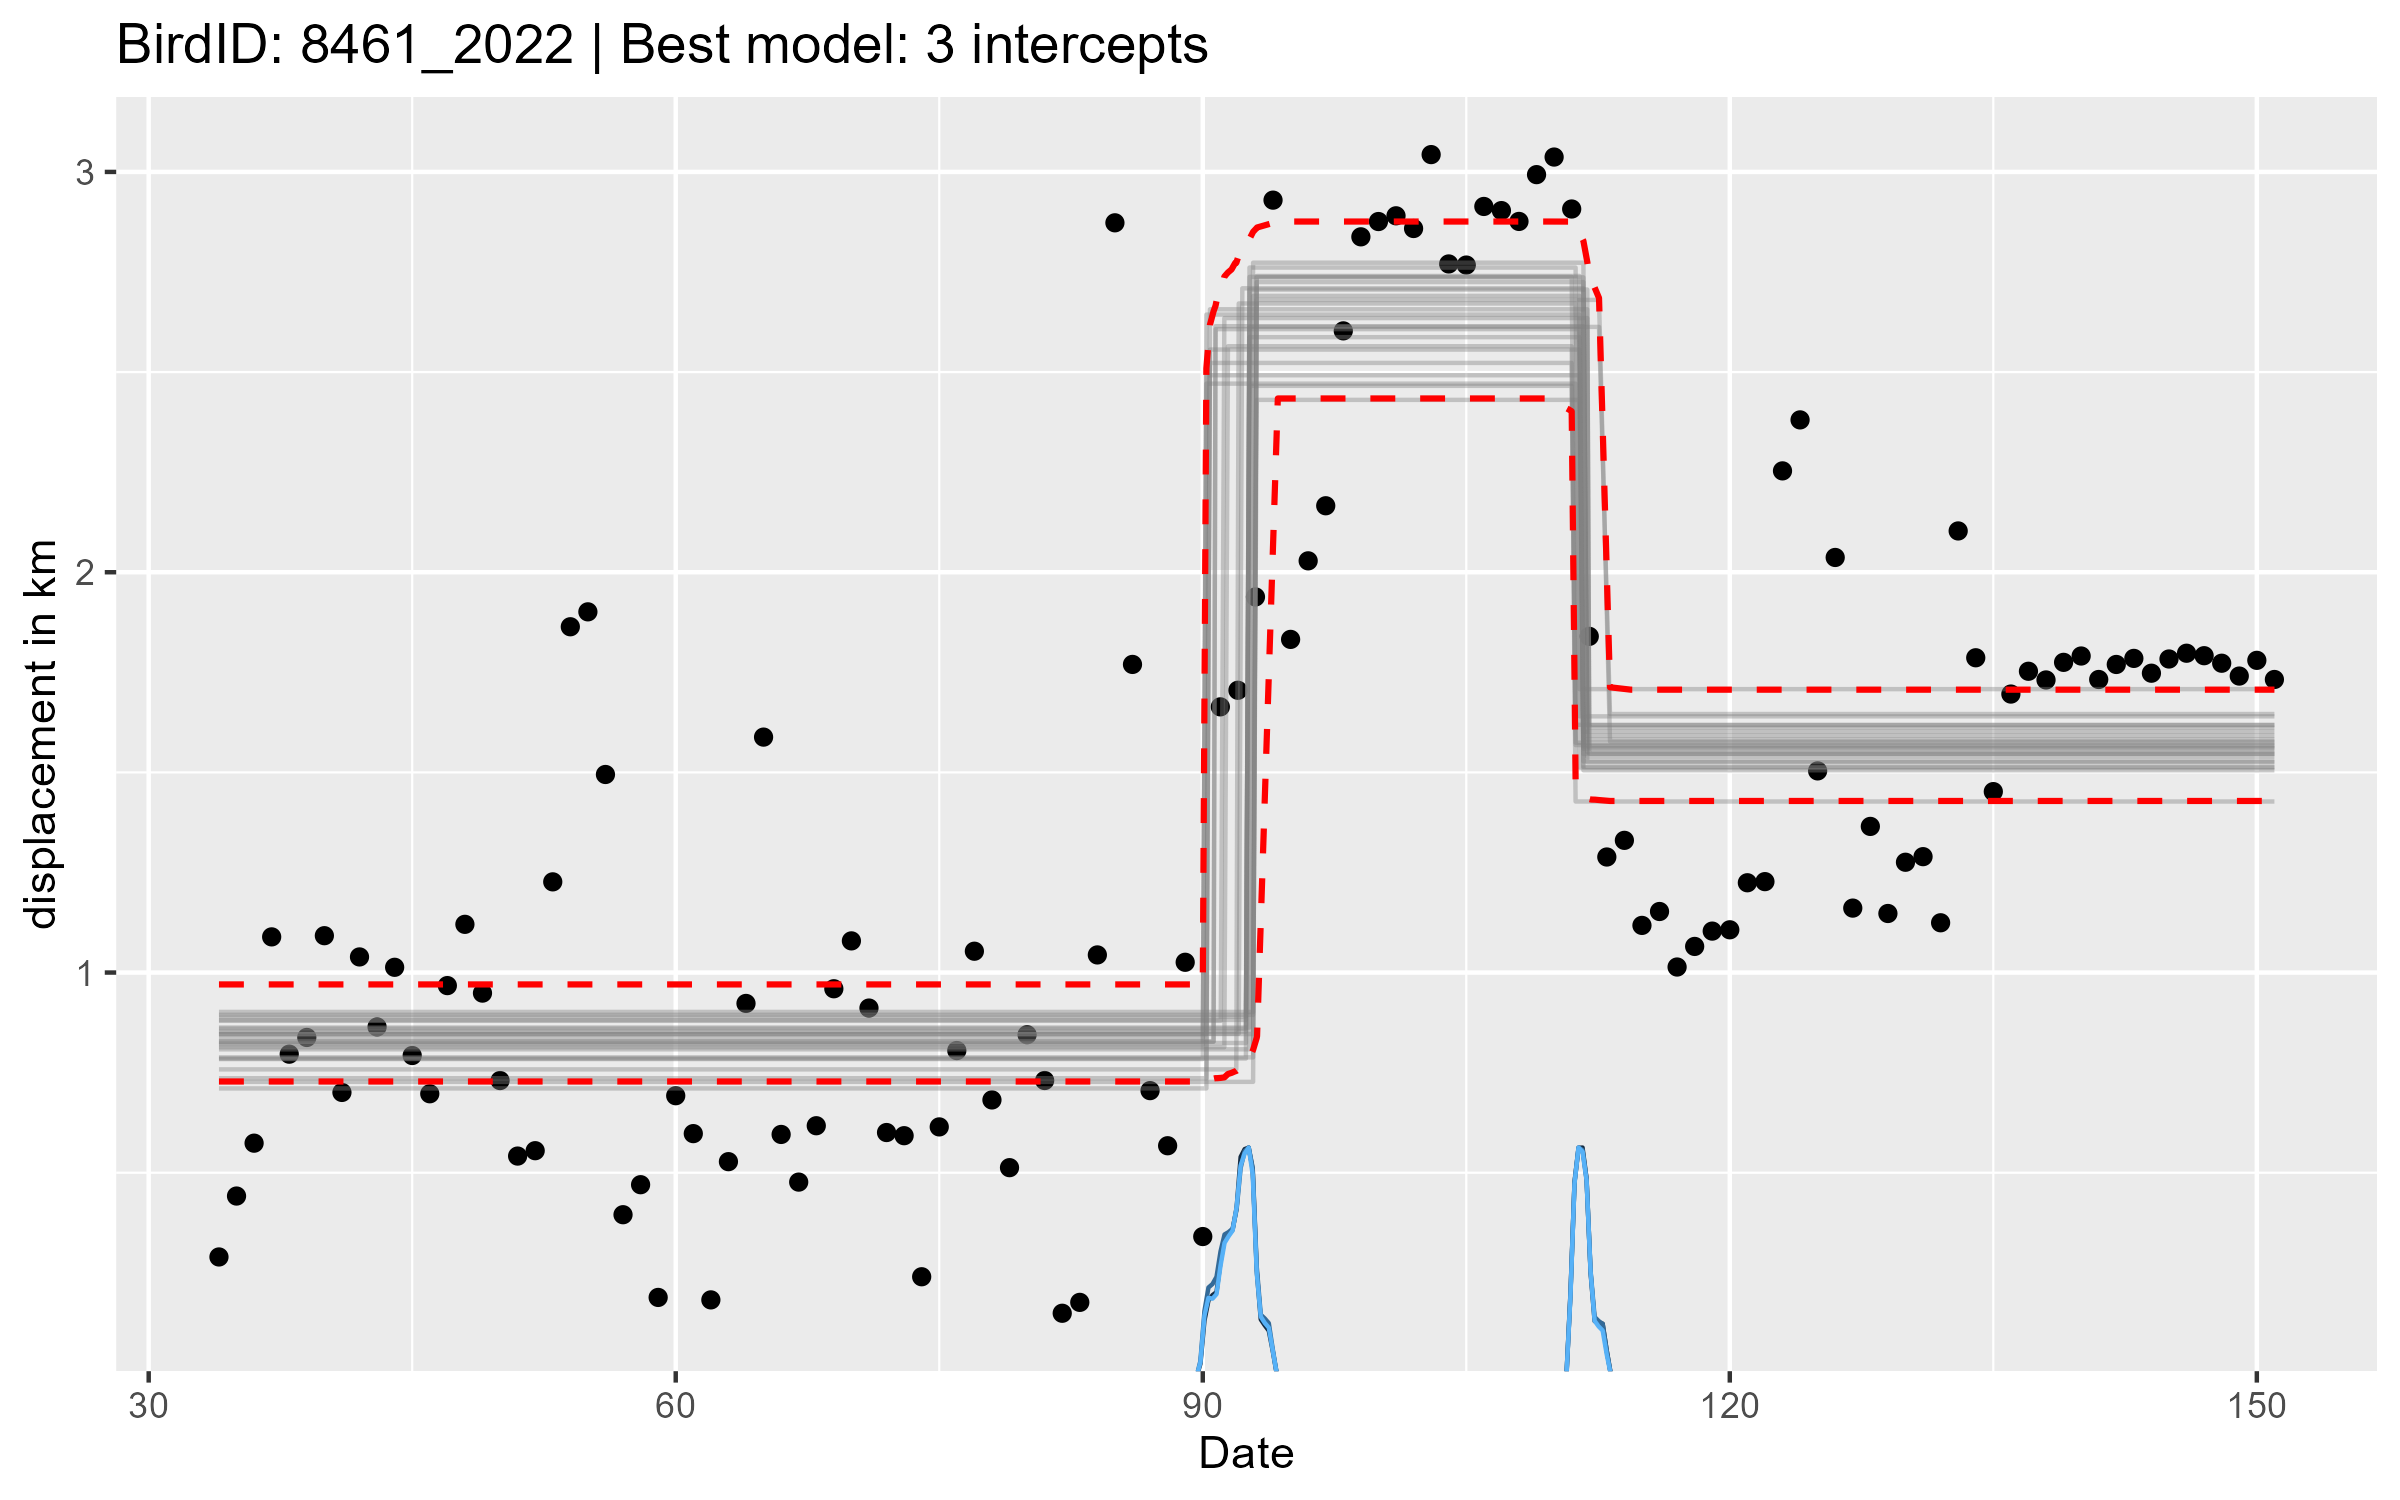 BirdID: 8461_2022 | Best model: 3 intercepts
displacement in km
3
2
1
30 60 90 120 150
Date